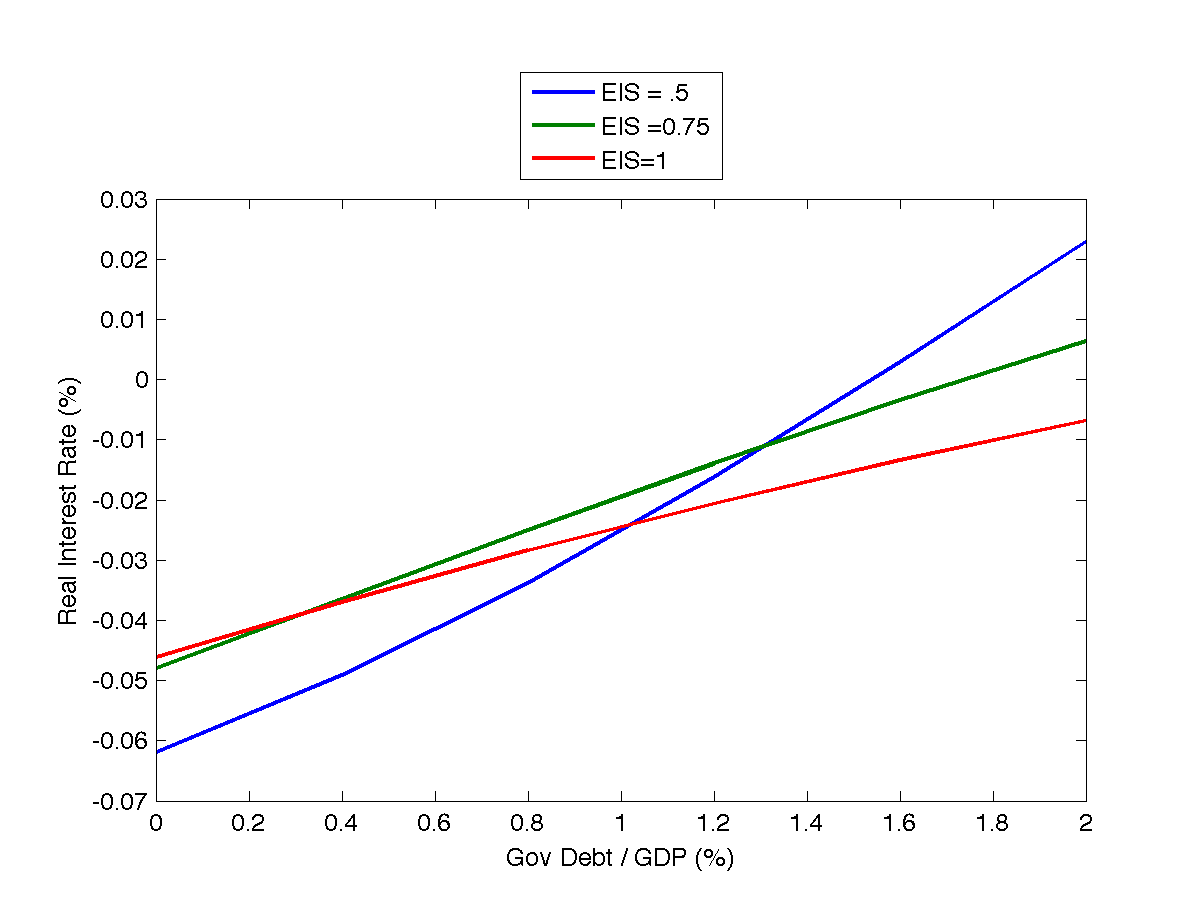 EIS = .5
EIS =0.75
EIS=1
0.03
0.02
0.01
0
-0.01
-0.02
-0.03
-0.04
-0.05
-0.06
-0.07
Real Interest Rate (%)
0 0.2 0.4 0.6 0.8 1 1.2 1.4 1.6 1.8 2
Gov Debt / GDP (%)